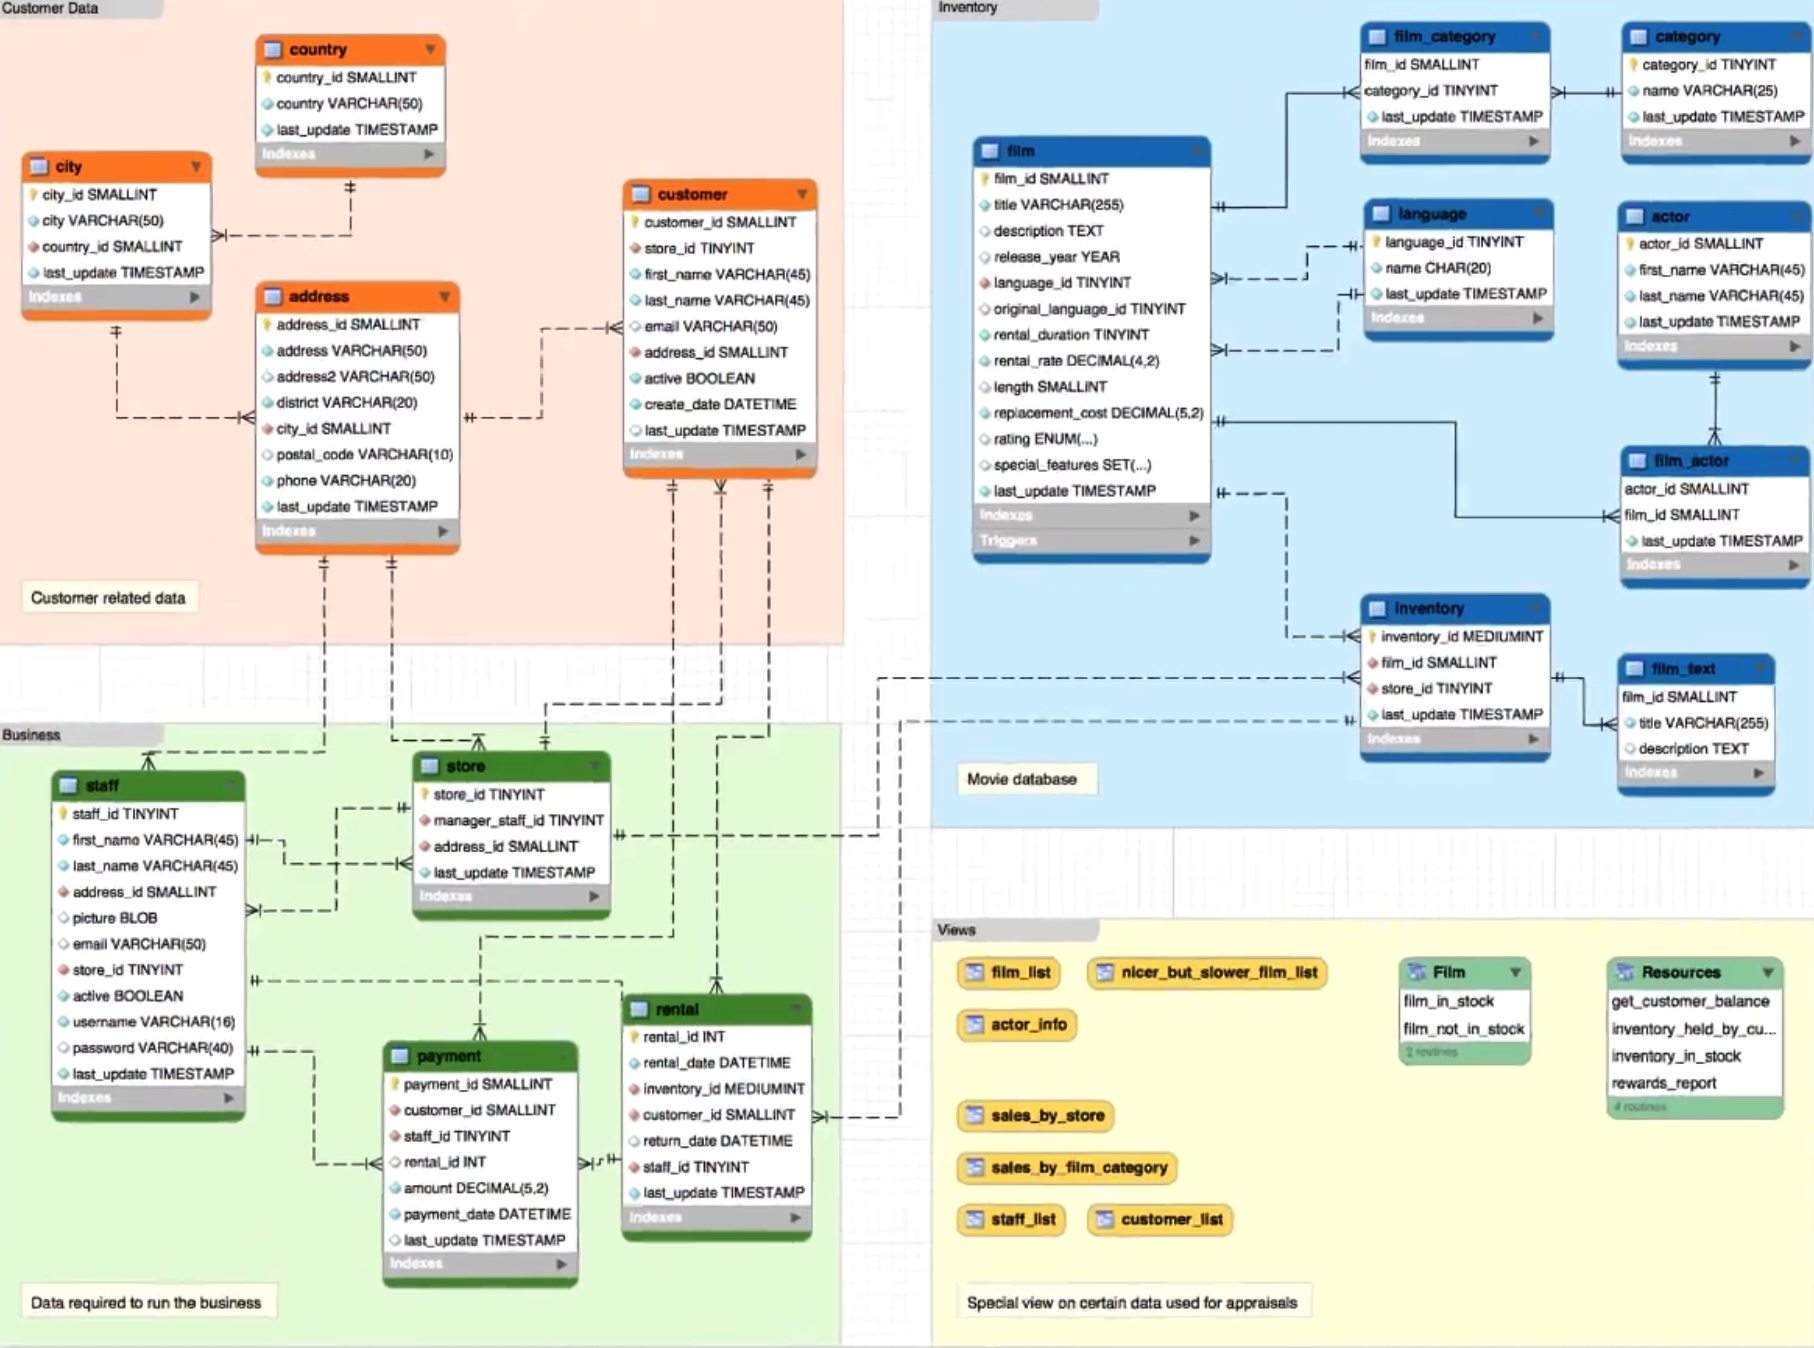 Customer Data
country
country_id SMALLINT
country VARCHAR(50)
last_update TIMESTAMP
Indexes
city
city_id SMALLINT
city VARCHAR(50)
country_id SMALLINT
last_update TIMESTAMP
Indexes
address
address_id SMALLINT
address VARCHAR(50)
address2 VARCHAR(50)
district VARCHAR(20)
city_id SMALLINT
postal_code VARCHAR(10)
phone VARCHAR(20)
last_update TIMESTAMP
Indexes
customer
customer_id SMALLINT
store_id TINYINT
first_name VARCHAR(45)
last_name VARCHAR(45)
email VARCHAR(50)
address_id SMALLINT
active BOOLEAN
create_date DATETIME
last_update TIMESTAMP
Indexes
Customer related data
Inventory
film
film_id SMALLINT
title VARCHAR(255)
description TEXT
release_year YEAR
language_id TINYINT
original_language_id TINYINT
rental_duration TINYINT
rental_rate DECIMAL(4,2)
length SMALLINT
replacement_cost DECIMAL(5,2)
rating ENUM(...)
special_features SET(...)
last_update TIMESTAMP
Indexes
Triggers
film_category
film_id SMALLINT
category_id TINYINT
last_update TIMESTAMP
Indexes
category
category_id TINYINT
name VARCHAR(25)
last_update TIMESTAMP
Indexes
language
language_id TINYINT
name CHAR(20)
last_update TIMESTAMP
Indexes
actor
actor_id SMALLINT
first_name VARCHAR(45)
last_name VARCHAR(45)
last_update TIMESTAMP
Indexes
film_actor
actor_id SMALLINT
film_id SMALLINT
last_update TIMESTAMP
Indexes
inventory
inventory_id MEDIUMINT
film_id SMALLINT
store_id TINYINT
last_update TIMESTAMP
Indexes
film_text
film_id SMALLINT
title VARCHAR(255)
description TEXT
Indexes
Movie database
Business
staff
staff_id TINYINT
first_name VARCHAR(45)
last_name VARCHAR(45)
address_id SMALLINT
picture BLOB
email VARCHAR(50)
store_id TINYINT
active BOOLEAN
username VARCHAR(16)
password VARCHAR(40)
last_update TIMESTAMP
Indexes
store
store_id TINYINT
manager_staff_id TINYINT
address_id SMALLINT
last_update TIMESTAMP
Indexes
payment
payment_id SMALLINT
customer_id SMALLINT
staff_id TINYINT
rental_id INT
amount DECIMAL(5,2)
payment_date DATETIME
last_update TIMESTAMP
Indexes
rental
rental_id INT
rental_date DATETIME
inventory_id MEDIUMINT
customer_id SMALLINT
return_date DATETIME
staff_id TINYINT
last_update TIMESTAMP
Indexes
Data required to run the business
Views
film_list
nicer_but_slower_film_list
actor_info
sales_by_store
sales_by_film_category
staff_list
customer_list
Film
film_in_stock
film_not_in_stock
2 routines
Resources
get_customer_balance
inventory_held_by_cu...
inventory_in_stock
rewards_report
4 routines
Special view on certain data used for appraisals